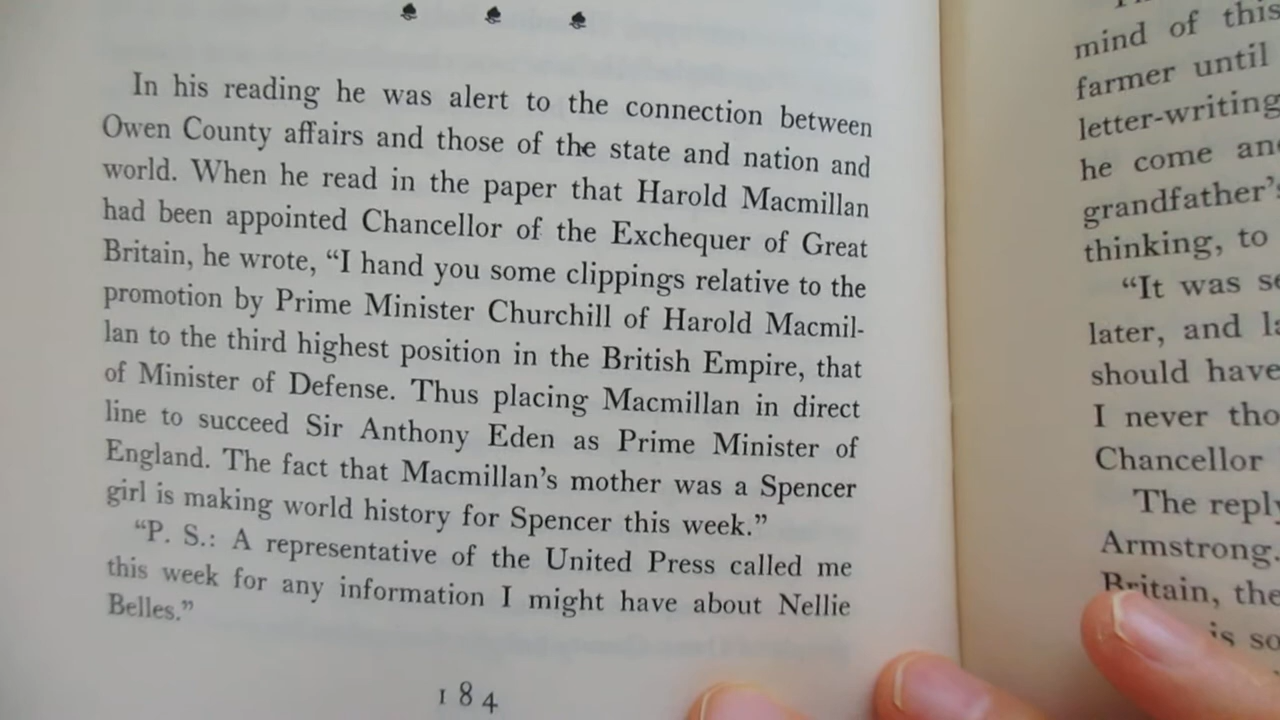 In his reading he was alert to the connection between
Owen County affairs and those of the state and nation and
world. When he read in the paper that Harold Macmillan
had been appointed Chancellor of the Exchequer of Great
Britain, he wrote, “I hand you some clippings relative to the
promotion by Prime Minister Churchill of Harold Macmil-
lan to the third highest position in the British Empire, that
of Minister of Defense. Thus placing Macmillan in direct
line to succeed Sir Anthony Eden as Prime Minister of
England. The fact that Macmillan’s mother was a Spencer
girl is making world history for Spencer this week.”
“P. S.: A representative of the United Press called me
this week for any information I might have about Nellie
Belles.”
184
mind of this
farmer until
letter-writing
he come
grandfather’s
thinking, to
“It was
later, and
should have
I never
Chancellor
The reply
Armstrong.
Britain, the
is